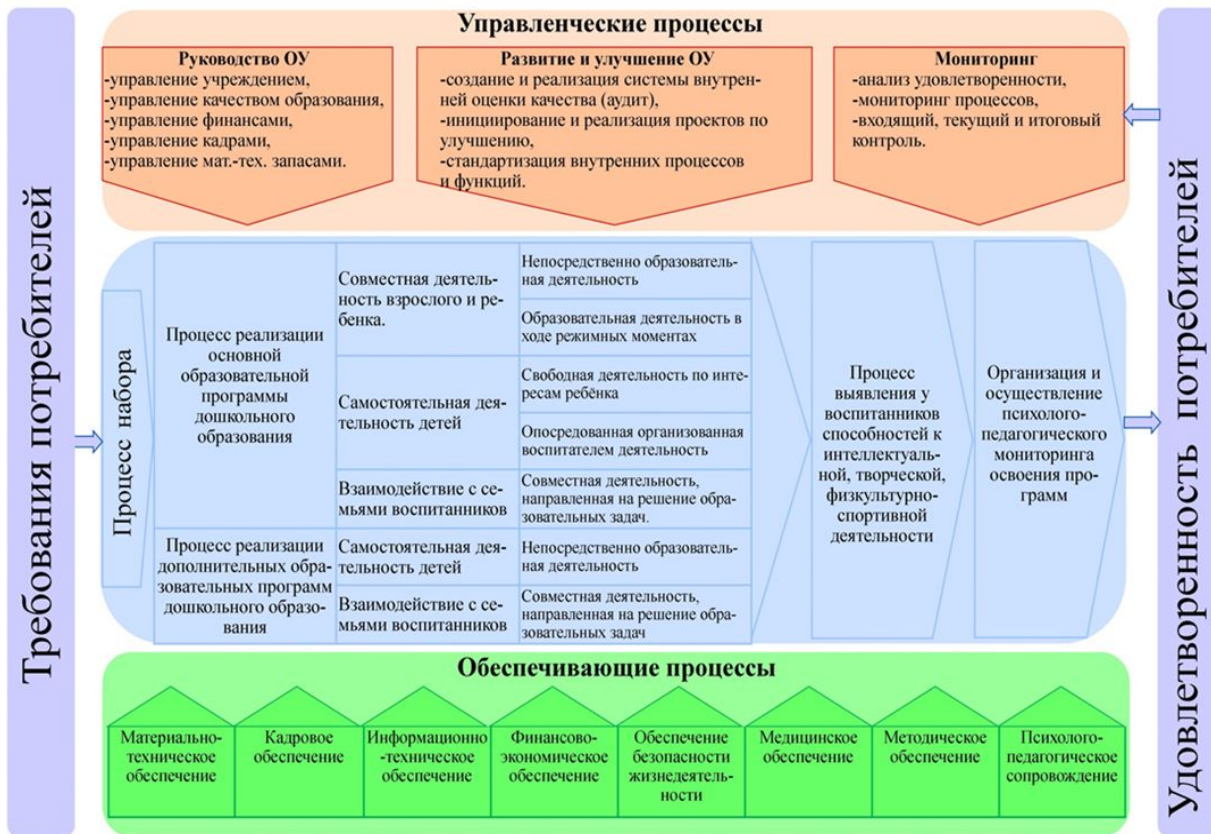 Требования потребителей
Управленческие процессы
Руководство ОУ
-управление учреждением,
-управление качеством образования,
-управление финансами,
-управление кадрами,
-управление мат.-тех. запасами.
Развитие и улучшение ОУ
-создание и реализация системы внутрен-
ней оценки качества (аудит),
-инициирование и реализация проектов по
улучшению,
-стандартизация внутренних процессов
и функций.
Мониторинг
-анализ удовлетворенности,
-мониторинг процессов,
-входящий, текущий и итоговый
контроль.
Процесс набора
Процесс реализации
основной
образовательной
программы
дошкольного
образования
Совместная деятель-
ность взрослого и ре-
бенка.
Непосредственно образователь-
ная деятельность
Образовательная деятельность в
ходе режимных моментах
Самостоятельная дея-
тельность детей
Свободная деятельность по инте-
ресам ребёнка
Опосредованная организованная
воспитателем деятельность
Взаимодействие с се-
мьями воспитанников
Совместная деятельность,
направленная на решение обр-
азовательных задач.
Процесс реализации
дополнительных обр-
азовательных программ
дошкольного образо-
вания
Самостоятельная дея-
тельность детей
Непосредственно образователь-
ная деятельность
Взаимодействие с се-
мьями воспитанников
Совместная деятельность,
направленная на решение обр-
азовательных задач
Процесс
выявления у
воспитанников
способностей к
интеллектуаль-
ной, творческой,
физкультурно-
спортивной
деятельности
Организация и
осуществление
психолого-
педагогического
мониторинга
освоения про-
грамм
Обеспечивающие процессы
Материально-
техническое
обеспечение
Кадровое
обеспечение
Информационно
-техническое
обеспечение
Финансово-
экономическое
обеспечение
Обеспечение
безопасности
жизнедеятель-
ности
Медицинское
обеспечение
Методическое
обеспечение
Психолого-
педагогическое
сопровождение
Удовлетворенность потребителей